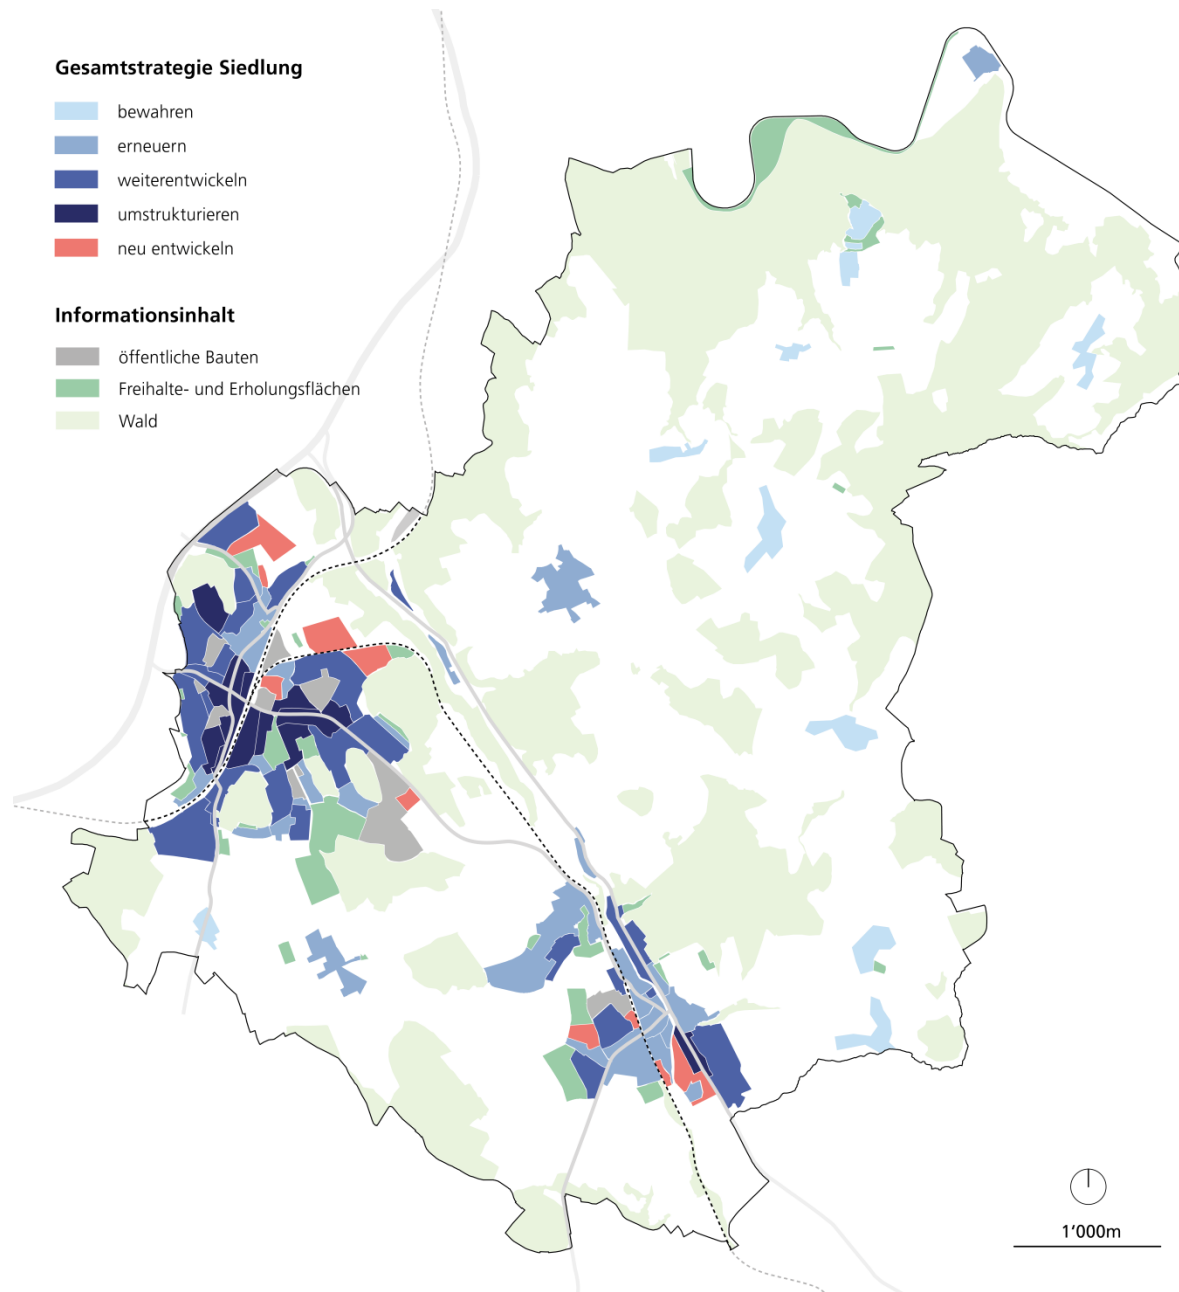 Gesamtstrategie Siedlung
bewahren
erneuern
weiterentwickeln
umstrukturieren
neu entwickeln
Informationsinhalt
öffentliche Bauten
Freihalte- und Erholungsflächen
Wald
1‘000m